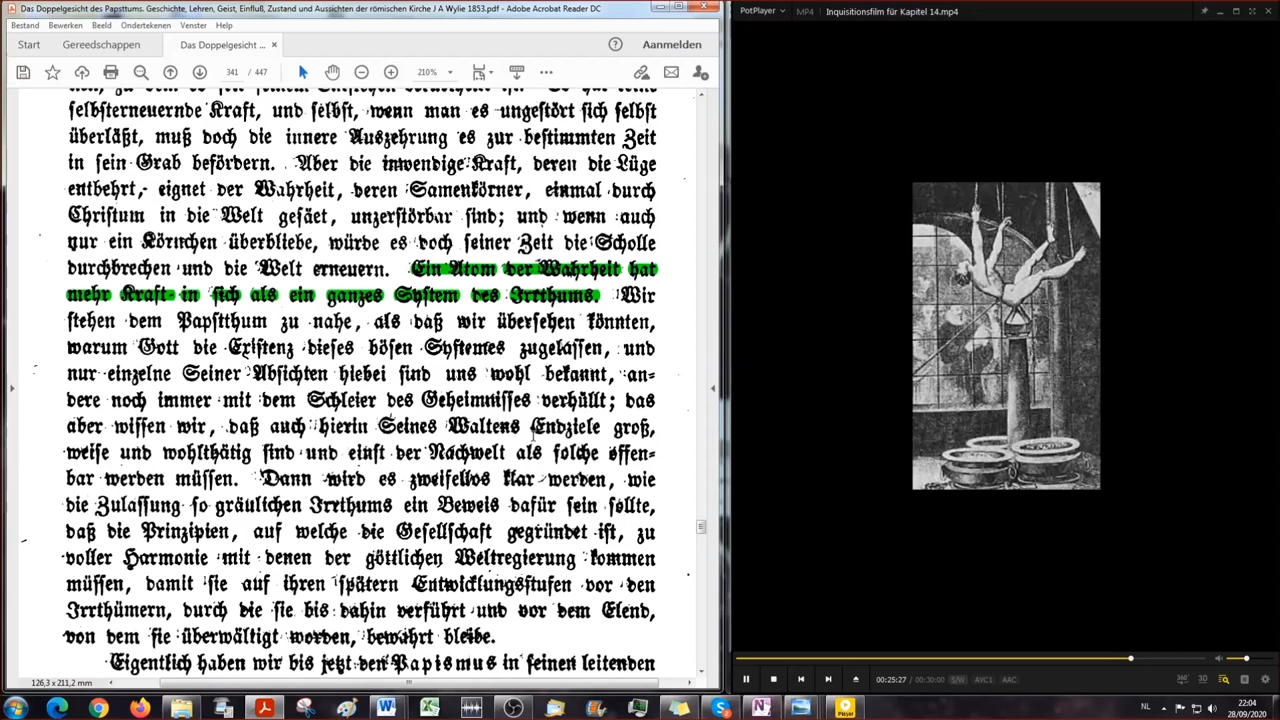 Das Doppelgesicht des Papsttums. Geschichte, Lehren, Geist, Einfluß, Zustand und Aussichten der römischen Kirche J A Wylie 1853.pdf - Adobe Acrobat Reader DC
Bestand Bewerken Beeld Ondertekenen Venster Help
Start Gereedschappen Das Doppelgesicht ... × Anmelden
341 / 447 210%
selbsterneuernde Kraft, und selbst, wenn man es ungestört sich selbst
überläßt, muß doch die innere Auszehrung es zur bestimmten Zeit
in sein Grab befördern. Aber die inwendige Kraft, deren die Lüge
entbehrt, eignet der Wahrheit, deren Samenkörner, einmal durch
Christum in die Welt gesäet, unzerstörbar sind; und wenn auch
nur ein Körnchen überbliebe, würde es doch seiner Zeit die Scholle
durchbrechen und die Welt erneuern. Ein Atom der Wahrheit hat
mehr Kraft in sich als ein ganzes System des Irrthums. Wir
stehen dem Papstthum zu nahe, als daß wir übersehen könnten,
warum Gott die Existenz dieses bösen Systemes zugelassen, und
nur einzelne Seiner Absichten hiebei sind uns wohl bekannt, an=
dere noch immer mit dem Schleier des Geheimnisses verhüllt; das
aber wissen wir, daß auch hierin Seines Waltens Endziele groß,
weise und wohlthätig sind und einst der Nachwelt als solche offen=
bar werden müssen. Dann wird es zweifellos klar werden, wie
die Zulassung so gräulichen Irrthums ein Beweis dafür sein sollte,
daß die Prinzipien, auf welche die Gesellschaft gegründet ist, zu
voller Harmonie mit denen der göttlichen Weltregierung kommen
müssen, damit sie auf ihren spätern Entwicklungsstufen vor den
Irrthümern, durch die sie bis dahin verführt und vor dem Elend,
von dem sie überwältigt worden, bewahrt bleibe.
Eigentlich haben wir bis jetzt den Papismus in seinen leitenden
126,3 x 211,2 mm
PotPlayer MP4 Inquisitionsfilm für Kapitel 14.mp4
00:25:27 / 00:30:00 S/W AVC1 AAC 360° 3D
NL 22:04
28/09/2020